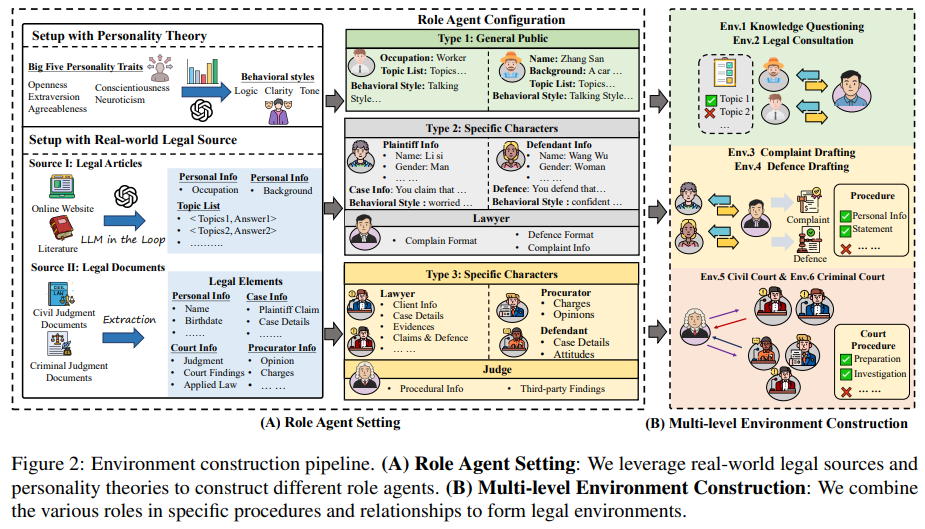 Role Agent Configuration
Setup with Personality Theory
Big Five Personality Traits
Openness
Extraversion
Agreeableness
Conscientiousness
Neuroticism
Behavioral styles
Logic Clarity Tone
Setup with Real-world Legal Source
Source I: Legal Articles
Online Website
Literature
LLM in the Loop
Personal Info
• Occupation
Personal Info
• Background
Topic List
• < Topics1, Answer1>
• < Topics2, Answer2>
• ..........
Source II: Legal Documents
CIVIL LAW
Civil Judgment
Documents
Criminal Judgment
Documents
Extraction
Legal Elements
Personal Info
• Name
• Birthdate
• ......
Case Info
• Plaintiff Claim
• Case Details
• ......
Court Info
• Judgment
• Court Findings
• Applied Law
Procurator Info
• Opinion
• Charges
• ... ...
Type 1: General Public
Occupation: Worker
Topic List: Topics…
Behavioral Style: Talking
Style…
Name: Zhang San
Background: A car …
Topic List: Topics…
Behavioral Style: Talking Style…
Type 2: Specific Characters
Plaintiff Info
• Name: Li si
• Gender: Man
• ... ...
Case Info: You claim that …
Behavioral Style : worried …
Defendant Info
• Name: Wang Wu
• Gender: Woman
• ... ...
Defence: You defend that…
Behavioral Style : confident …
Lawyer
• Complain Format
• Defence Format
• Complaint Info
Type 3: Specific Characters
Lawyer
• Client Info
• Case Details
• Evidences
• Claims & Defence
• ... ...
Procurator
• Charges
• Opinions
Defendant
• Case Details
• Attitudes
Judge
• Procedural Info
• Third-party Findings
Env.1 Knowledge Questioning
Env.2 Legal Consultation
Topic 1
Topic 2
...
Env.3 Complaint Drafting
Env.4 Defence Drafting
Complaint
Defence
Procedure
Personal Info
Statement
... ...
Env.5 Civil Court & Env.6 Criminal Court
Court
Procedure
Preparation
Investigation
... ...
(A) Role Agent Setting
(B) Multi-level Environment Construction
Figure 2: Environment construction pipeline. (A) Role Agent Setting: We leverage real-world legal sources and
personality theories to construct different role agents. (B) Multi-level Environment Construction: We combine
the various roles in specific procedures and relationships to form legal environments.